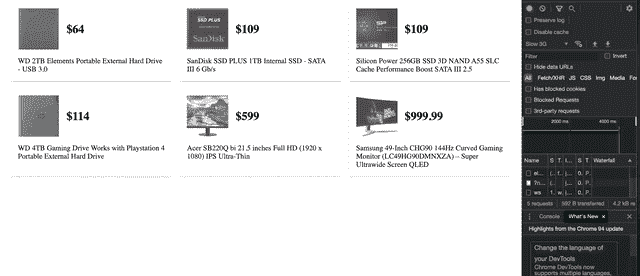 $64
$109
$109
WD 2TB Elements Portable External Hard Drive
- USB 3.0
SanDisk SSD PLUS 1TB Internal SSD - SATA
III 6 Gb/s
Silicon Power 256GB SSD 3D NAND A55 SLC
Cache Performance Boost SATA III 2.5
SSD PLUS
SanDisk
$114
$599
$999.99
WD 4TB Gaming Drive Works with Playstation 4
Portable External Hard Drive
Acer SB220Q bi 21.5 inches Full HD (1920 x
1080) IPS Ultra-Thin
Samsung 49-Inch CHG90 144Hz Curved Gaming
Monitor (LC49HG90DMNXZA) – Super
Ultrawide Screen QLED
Preserve log
Disable cache
Slow 3G
Filter
Invert
Hide data URLs
All Fetch/XHR JS CSS Img Media Fon
Has blocked cookies
Blocked Requests
3rd-party requests
2000 ms 4000 ms
Name S T. I... S. T. Waterfall
ws
5 requests 592 B transferred 4.2 kB re
Console What's New ×
Highlights from the Chrome 94 update
Change the language of
your DevTools
Chrome DevTools now
supports multiple languages,